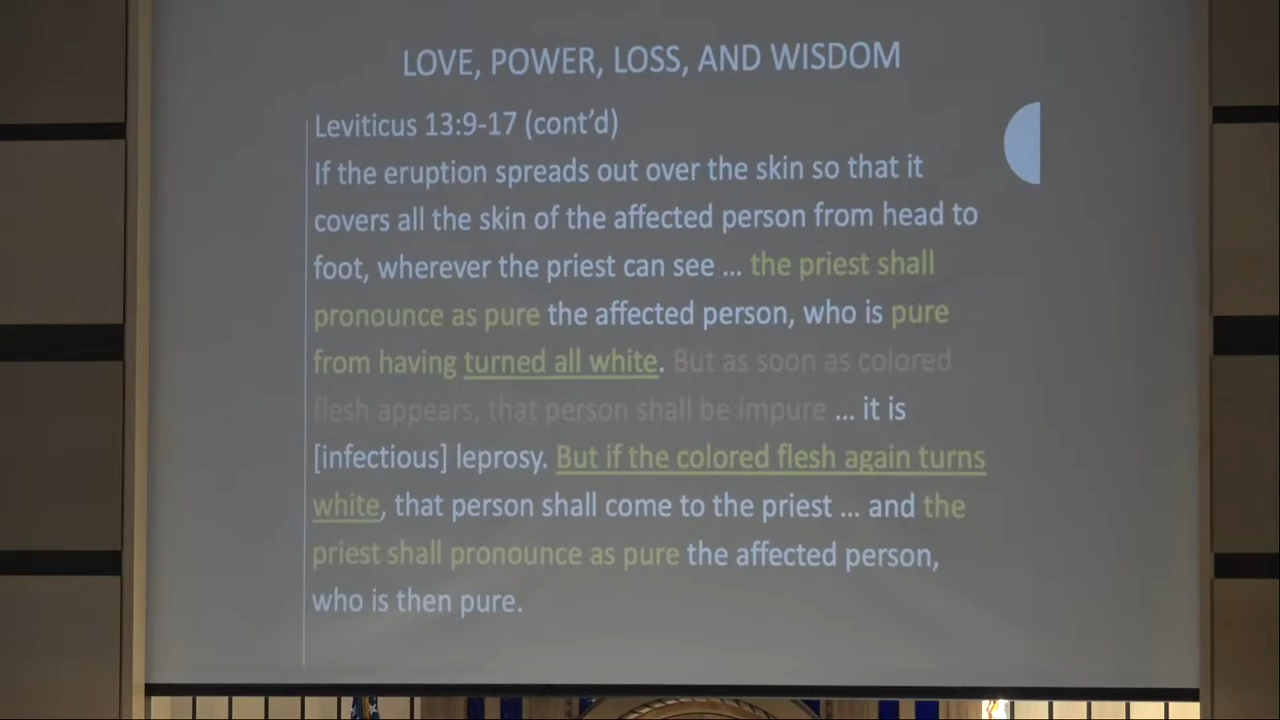 LOVE, POWER, LOSS, AND WISDOM
Leviticus 13:9-17 (cont'd)
If the eruption spreads out over the skin so that it
covers all the skin of the affected person from head to
foot, wherever the priest can see ... the priest shall
pronounce as pure the affected person, who is pure
from having turned all white. But as soon as colored
flesh appears, that person shall be impure ... it is
[infectious] leprosy. But if the colored flesh again turns
white, that person shall come to the priest ... and the
priest shall pronounce as pure the affected person,
who is then pure.